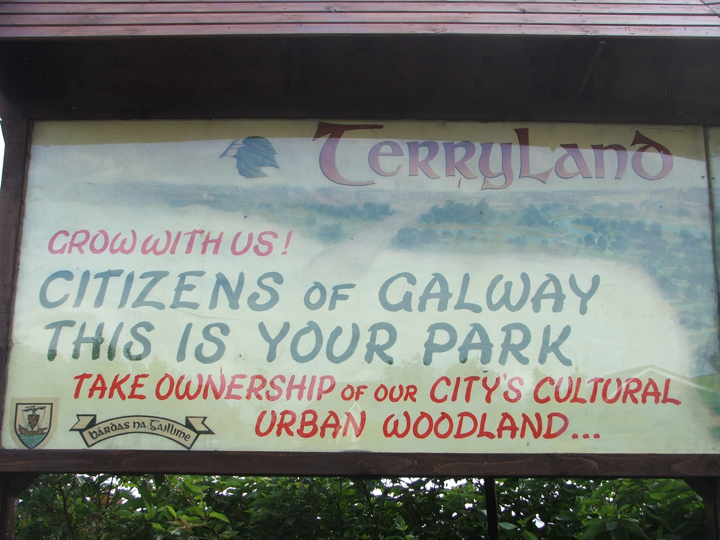 Terryland
GROW WITH US!
CITIZENS OF GALWAY
THIS IS YOUR PARK
TAKE OWNERSHIP OF OUR CITY'S CULTURAL
URBAN WOODLAND...
bárdas na gaillimhe